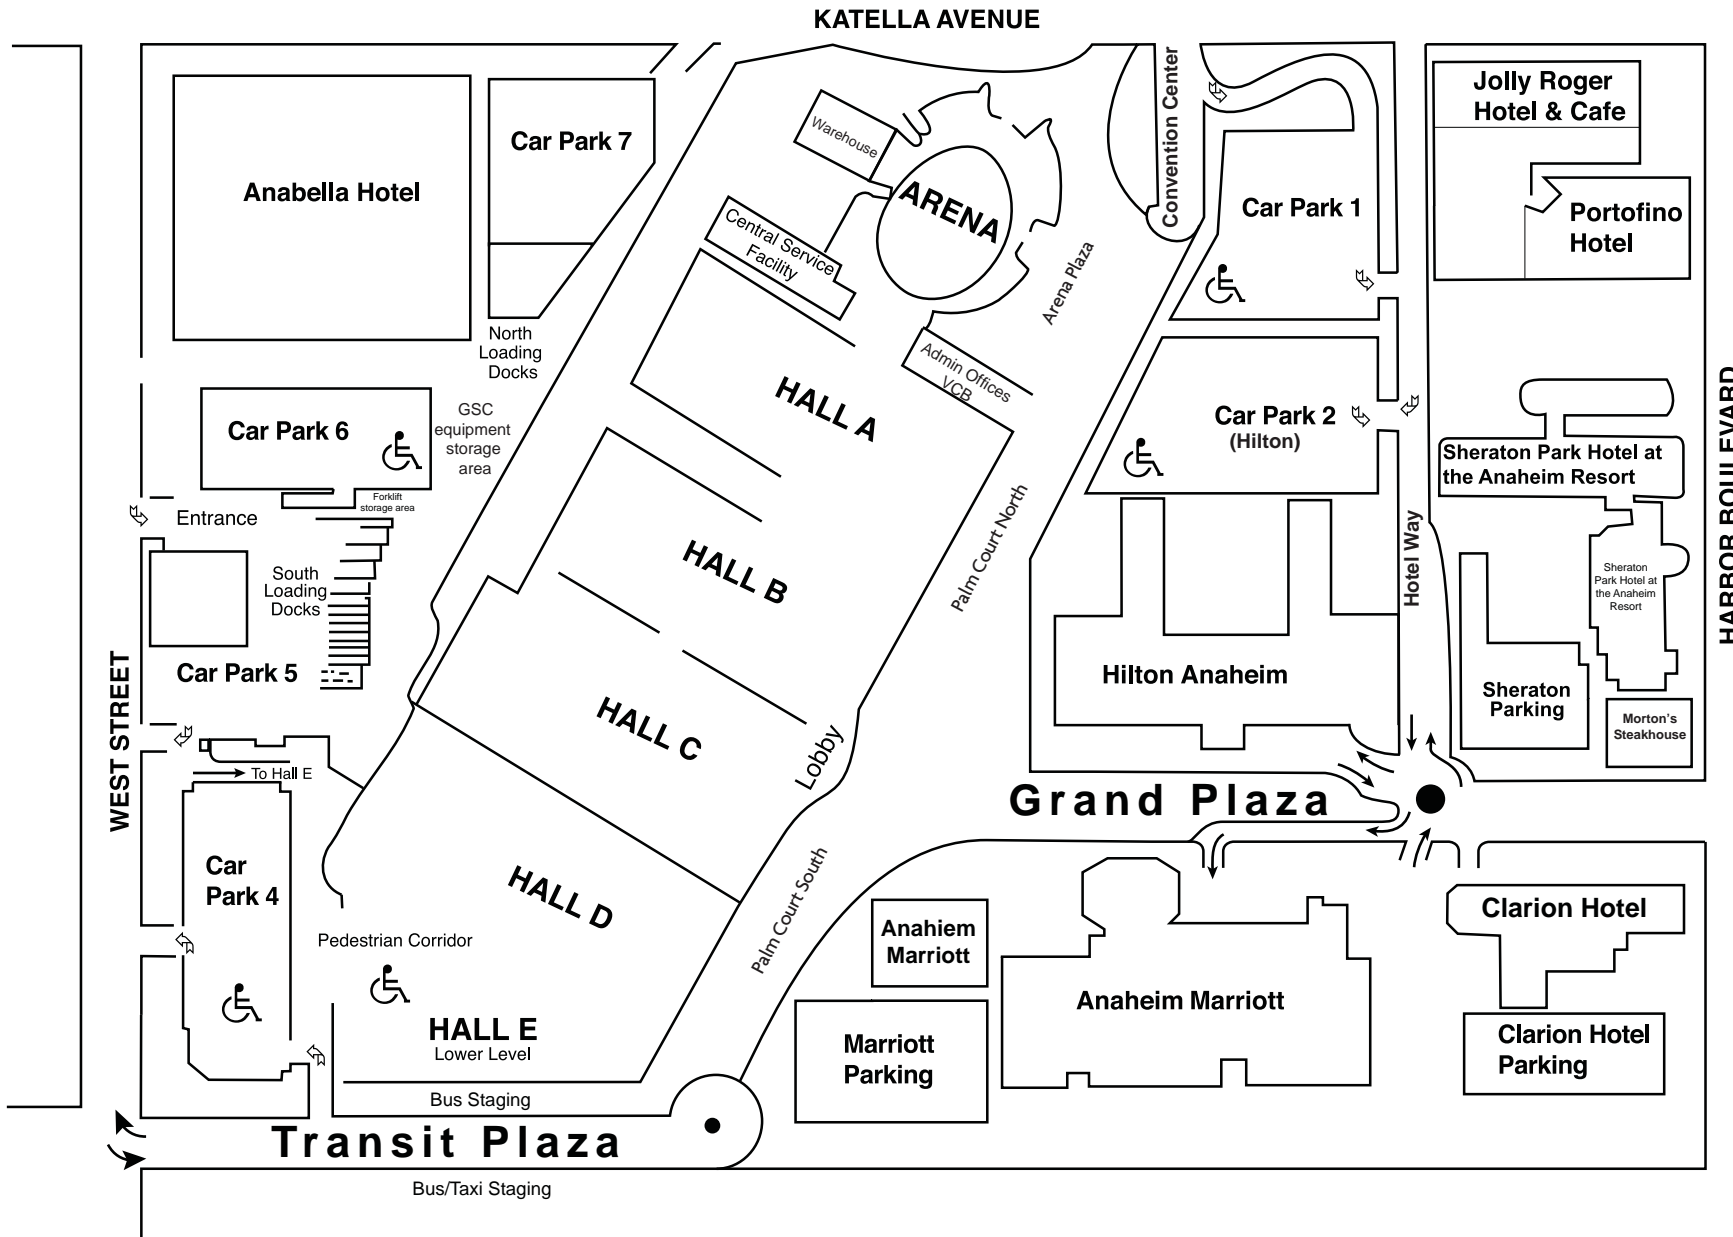 KATELLA AVENUE
Anabella Hotel
Car Park 7
North
Loading
Docks
Warehouse
ARENA
Central Service
Facility
Arena Plaza
Convention Center
Car Park 1
Jolly Roger
Hotel & Cafe
Portofino
Hotel
Admin Offices
VCB
HALL A
Car Park 6
GSC
equipment
storage
area
Forklift
storage area
Entrance
South
Loading
Docks
Car Park 5
WEST STREET
HALL B
HALL C
Lobby
Palm Court North
Car Park 2
(Hilton)
Hotel Way
Hilton Anaheim
Sheraton Park Hotel at
the Anaheim Resort
Sheraton
Park Hotel at
the Anaheim
Resort
HARBOR BOULEVARD
Sheraton
Parking
Morton's
Steakhouse
To Hall E
Car
Park 4
HALL D
Pedestrian Corridor
HALL E
Lower Level
Palm Court South
Grand Plaza
Anahiem
Marriott
Marriott
Parking
Anaheim Marriott
Clarion Hotel
Clarion Hotel
Parking
Bus Staging
Transit Plaza
Bus/Taxi Staging